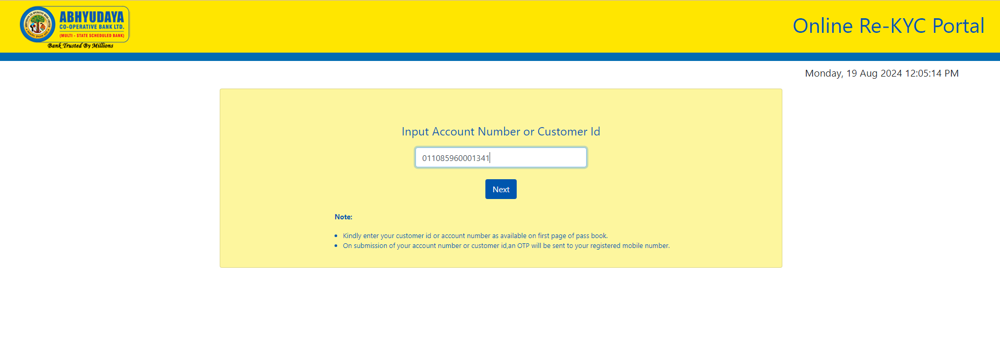 ABHYUDAYA
CO-OPERATIVE BANK LTD.
(MULTI - STATE SCHEDULED BANK)
Bank Trusted By Millions
Online Re-KYC Portal
Monday, 19 Aug 2024 12:05:14 PM
Input Account Number or Customer Id
011085960001341
Next
Note:
Kindly enter your customer id or account number as available on first page of pass book.
On submission of your account number or customer id,an OTP will be sent to your registered mobile number.